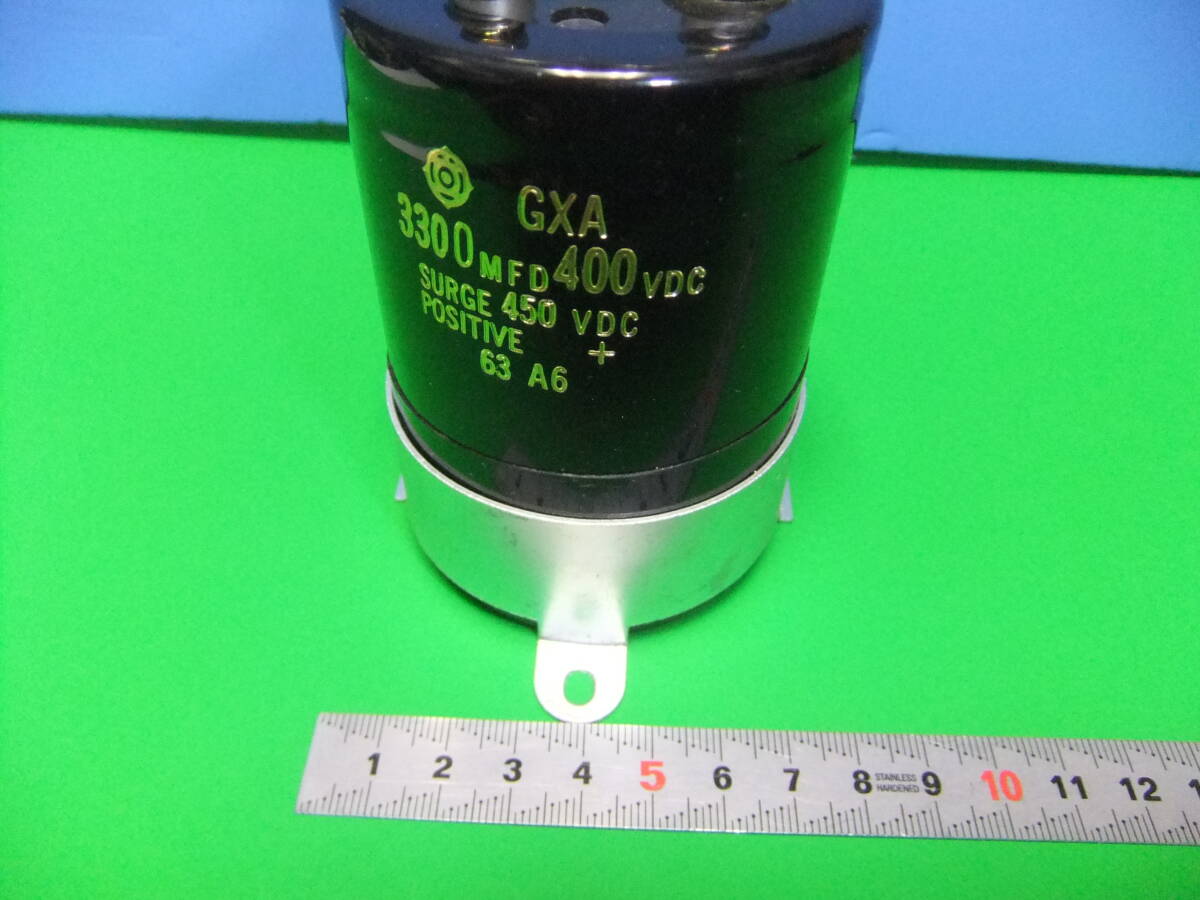 GXA
3300 MFD 400 VDC
SURGE 450 VDC
POSITIVE +
63 A6
1 2 3 4 5 6 7 8 STAINLESS HARDENED 9 10 11 12